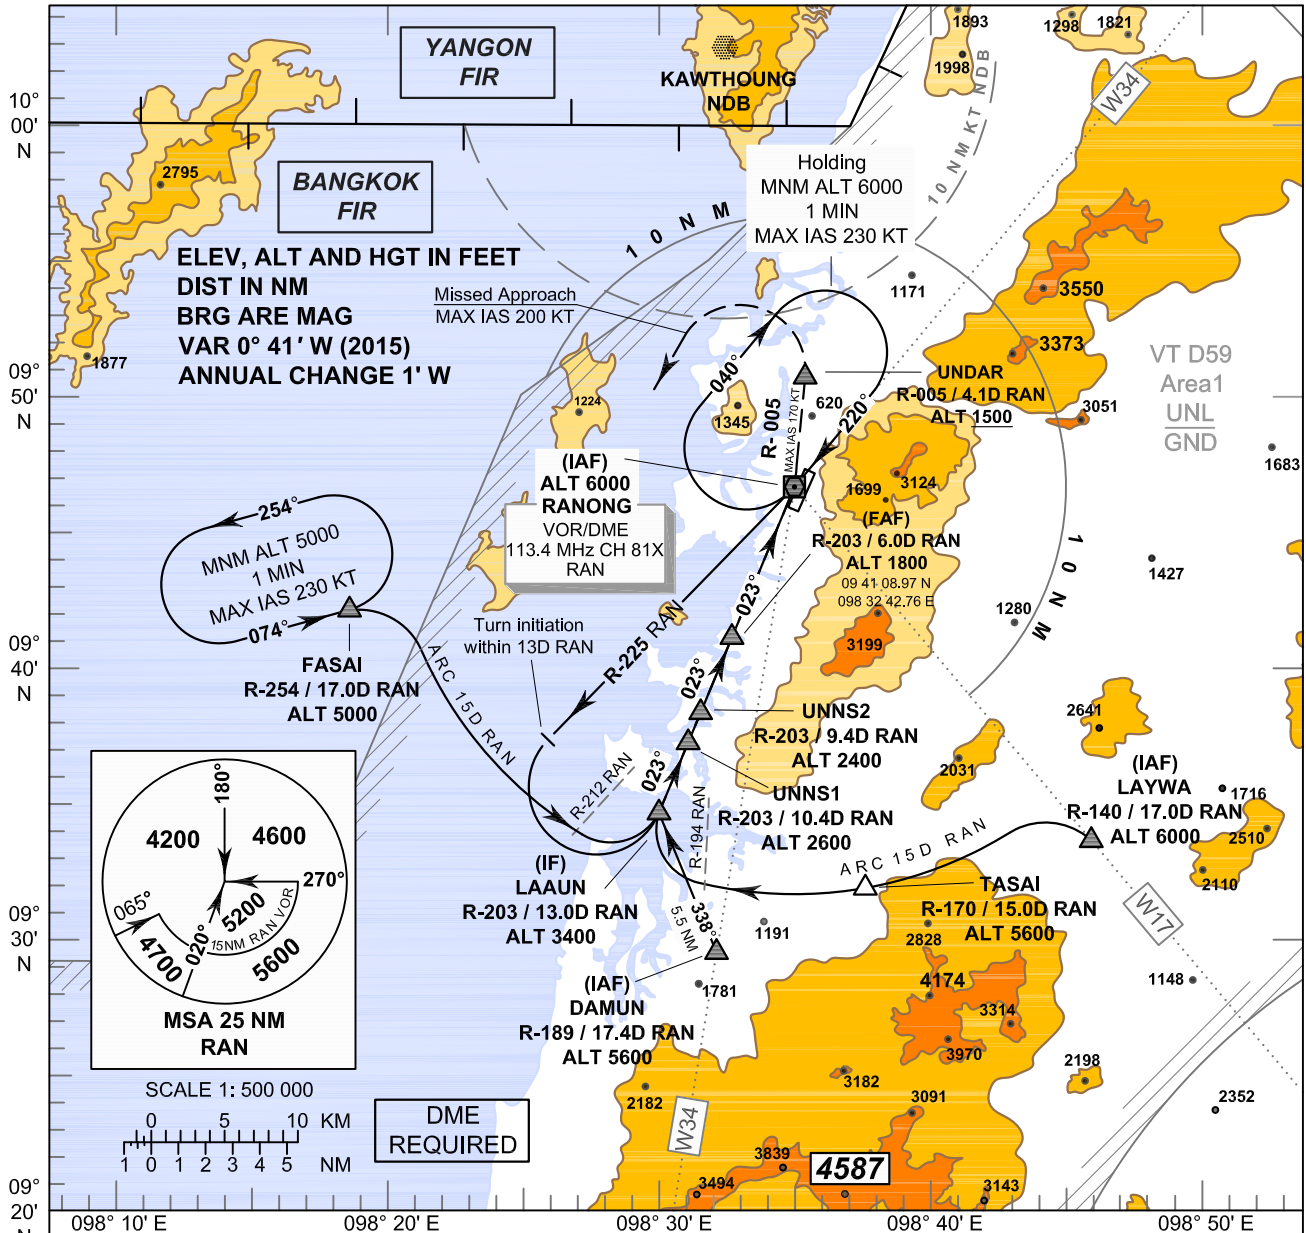 YANGON
FIR
KAWTHOUNG
NDB
1893
1998
1298
1821
W34
10 NM KT NDB
10°
00'
N
2795
BANGKOK
FIR
Holding
MNM ALT 6000
1 MIN
MAX IAS 230 KT
10 NM
ELEV, ALT AND HGT IN FEET
DIST IN NM
BRG ARE MAG
VAR 0° 41' W (2015)
ANNUAL CHANGE 1' W
Missed Approach
MAX IAS 200 KT
1171
3550
3373
1877
09°
50'
N
1224
1345
040°
620
220°
R-005
MAX IAS 170 KT
UNDAR
R-005 / 4.1D RAN
ALT 1500
3051
VT D59
Area1
UNL
GND
1683
(IAF)
ALT 6000
RANONG
VOR/DME
113.4 MHz CH 81X
RAN
3124
1699
(FAF)
R-203 / 6.0D RAN
ALT 1800
09 41 08.97 N
098 32 42.76 E
10 NM
1427
1280
254°
MNM ALT 5000
1 MIN
MAX IAS 230 KT
074°
FASAI
R-254 / 17.0D RAN
ALT 5000
ARC 15D RAN
Turn initiation
within 13D RAN
R-225 RAN
023°
023°
3199
09°
40'
N
UNNS2
R-203 / 9.4D RAN
ALT 2400
2641
2031
023°
R-212 RAN
UNNS1
R-203 / 10.4D RAN
ALT 2600
R-194 RAN
(IAF)
LAYWA
R-140 / 17.0D RAN
ALT 6000
1716
2510
2110
ARC 15D RAN
(IF)
LAAUN
R-203 / 13.0D RAN
ALT 3400
338°
5.5 NM
1191
TASAI
R-170 / 15.0D RAN
ALT 5600
W17
180°
4200
4600
270°
065°
5200
15NM RAN VOR
020°
4700
5600
MSA 25 NM
RAN
09°
30'
N
(IAF)
DAMUN
R-189 / 17.4D RAN
ALT 5600
1781
2828
4174
3314
3970
1148
2198
2352
3182
3091
2182
SCALE 1: 500 000
0 5 10 KM
1 0 1 2 3 4 5 NM
DME
REQUIRED
W34
3839
3494
4587
3143
09°
20'
N
098° 10' E
098° 20' E
098° 30' E
098° 40' E
098° 50' E